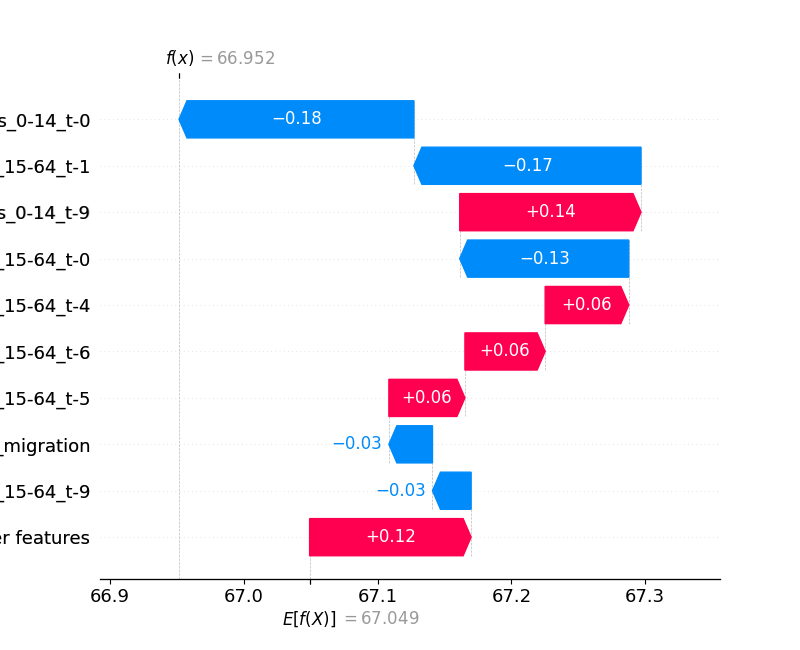 f(x) = 66.952
s_0-14_t-0
−0.18
_15-64_t-1
−0.17
s_0-14_t-9
+0.14
_15-64_t-0
−0.13
_15-64_t-4
+0.06
_15-64_t-6
+0.06
_15-64_t-5
+0.06
_migration
−0.03
_15-64_t-9
−0.03
er features
+0.12
66.9 67.0 67.1 67.2 67.3
E[f(X)] = 67.049